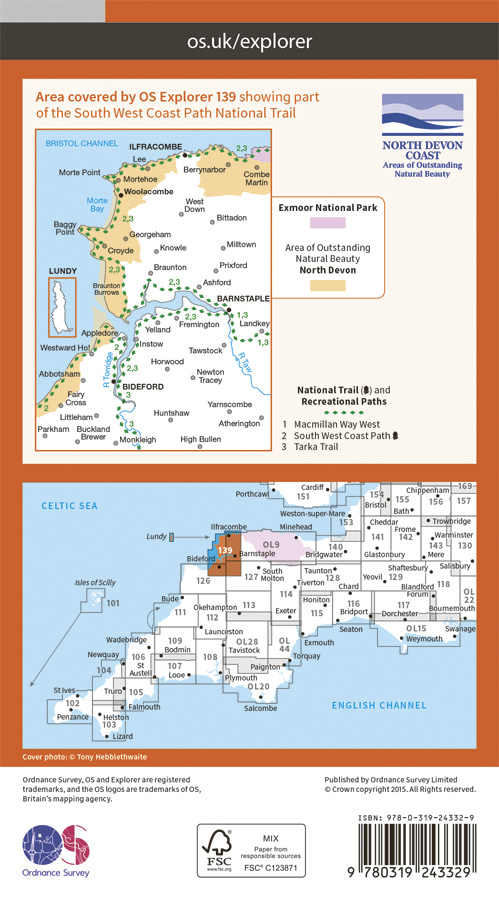 os.uk/explorer
Area covered by OS Explorer 139 showing part
of the South West Coast Path National Trail
NORTH DEVON
COAST
Areas of Outstanding
Natural Beauty
BRISTOL CHANNEL
ILFRACOMBE
2,3
Lee
Berrynarbor
Morte Point
Mortehoe
Combe
Martin
Woolacombe
Morte
Bay
West
Down
2,3
Bittadon
Baggy
Point
Georgeham
Croyde
Knowle
Milltown
2,3
Braunton
Prixford
LUNDY
Braunton
Burrows
2,3
Ashford
BARNSTAPLE
2,3
1,3
Appledore
Yelland
Fremington
Landkey
2
Instow
1,3
Westward Ho!
Tawstock
R Torridge
2,3
Horwood
R Taw
Abbotsham
Newton
Tracey
BIDEFORD
Fairy
Cross
3
2
Yarnscombe
Littleham
Huntshaw
Atherington
Parkham
Buckland
Brewer
3
Monkleigh
High Bullen
Exmoor National Park
Area of Outstanding
Natural Beauty
North Devon
National Trail ( ) and
Recreational Paths
1 Macmillan Way West
2 South West Coast Path
3 Tarka Trail
CELTIC SEA
Porthcawl
Cardiff
151
154
Bristol
155
Chippenham
156
169
157
Bath
Weston-super-Mare
153
Ilfracombe
Minehead
Cheddar
Trowbridge
Lundy
OL9
141
Frome
142
Warminster
139
Barnstaple
Bridgwater
140
Glastonbury
143
130
Mere
Bideford
Salisbury
126
127
South
Molton
Taunton
128
Shaftesbury
Tiverton
Yeovil
129
Blandford
Forum
118
OL
22
Isles of Scilly
101
114
Chard
Bude
Okehampton
113
Honiton
116
117
Bournemouth
111
112
Exeter
115
Bridport
Dorchester
Launceston
Seaton
OL15
Swanage
Wadebridge
109
OL28
OL
44
Exmouth
Weymouth
Newquay
106
Bodmin
Tavistock
104
St
Austell
107
Looe
108
Torquay
Paignton
Plymouth
St Ives
Truro
105
OL20
102
Falmouth
Salcombe
ENGLISH CHANNEL
Penzance
Helston
103
Lizard
Cover photo: © Tony Hebblethwaite
Ordnance Survey, OS and Explorer are registered
trademarks, and the OS logos are trademarks of OS,
Britain's mapping agency.
Published by Ordnance Survey Limited
© Crown copyright 2015. All Rights reserved.
OS
Ordnance Survey
FSC
www.fsc.org
MIX
Paper from
responsible sources
FSC® C123871
ISBN: 978-0-319-24332-9
9 780319 243329